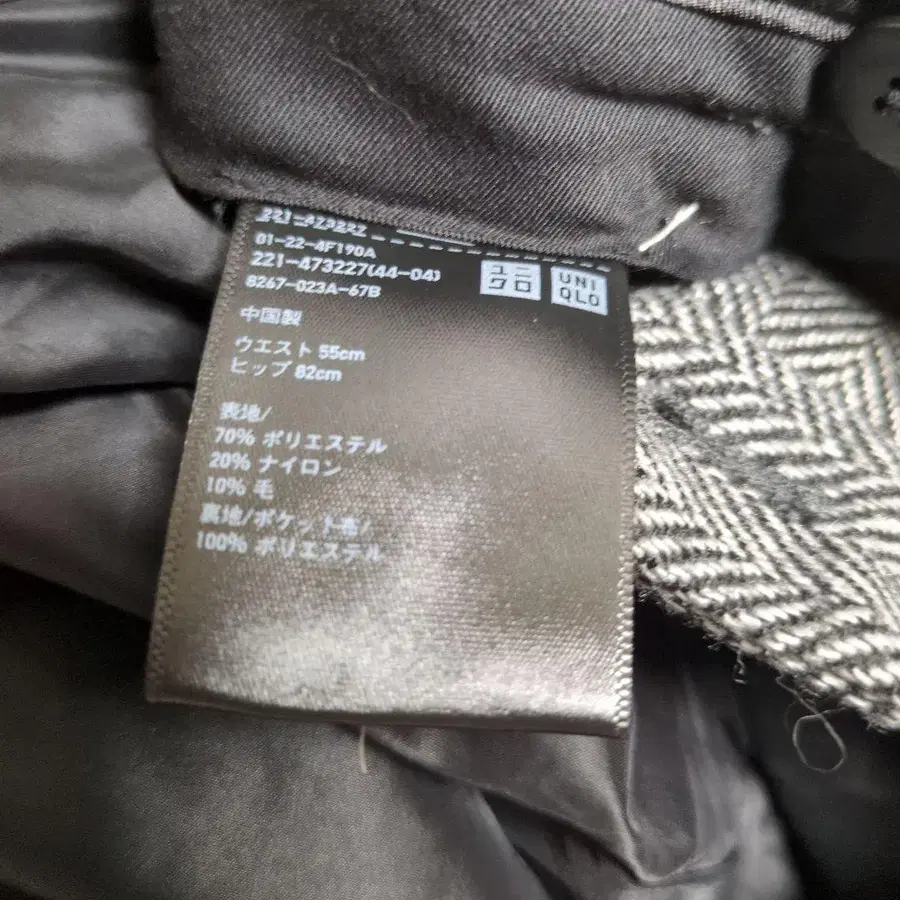 01-22-4F190A
221-473227(44-04)
8267-023A-67B
ユニ
クロ
UNI
QLO
中国製
ウエスト 55cm
ヒップ 82cm
表地/
70% ポリエステル
20% ナイロン
10% 毛
裏地/ポケット布/
100% ポリエステル